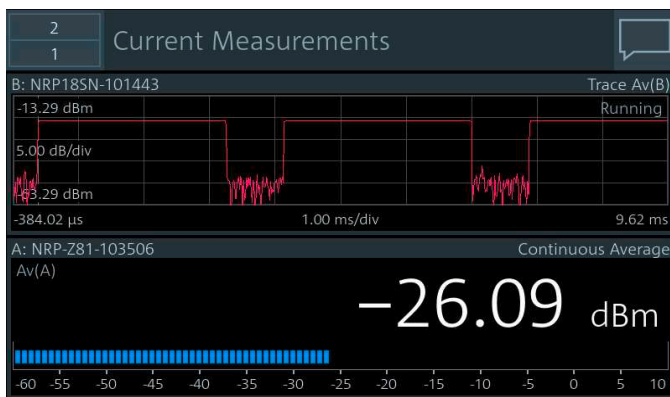 2
Current Measurements
1
B: NRP18SN-101443 Trace Av(B)
-13.29 dBm Running
5.00 dB/div
-63.29 dBm
-384.02 µs 1.00 ms/div 9.62 ms
A: NRP-Z81-103506 Continuous Average
Av(A)
−26.09 dBm
-60 -55 -50 -45 -40 -35 -30 -25 -20 -15 -10 -5 0 5 10